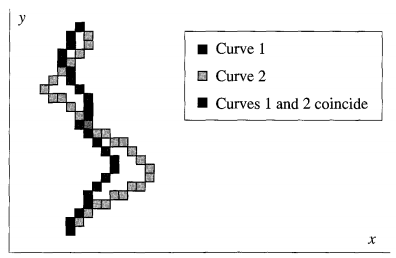 y
Curve 1
Curve 2
Curves 1 and 2 coincide
x